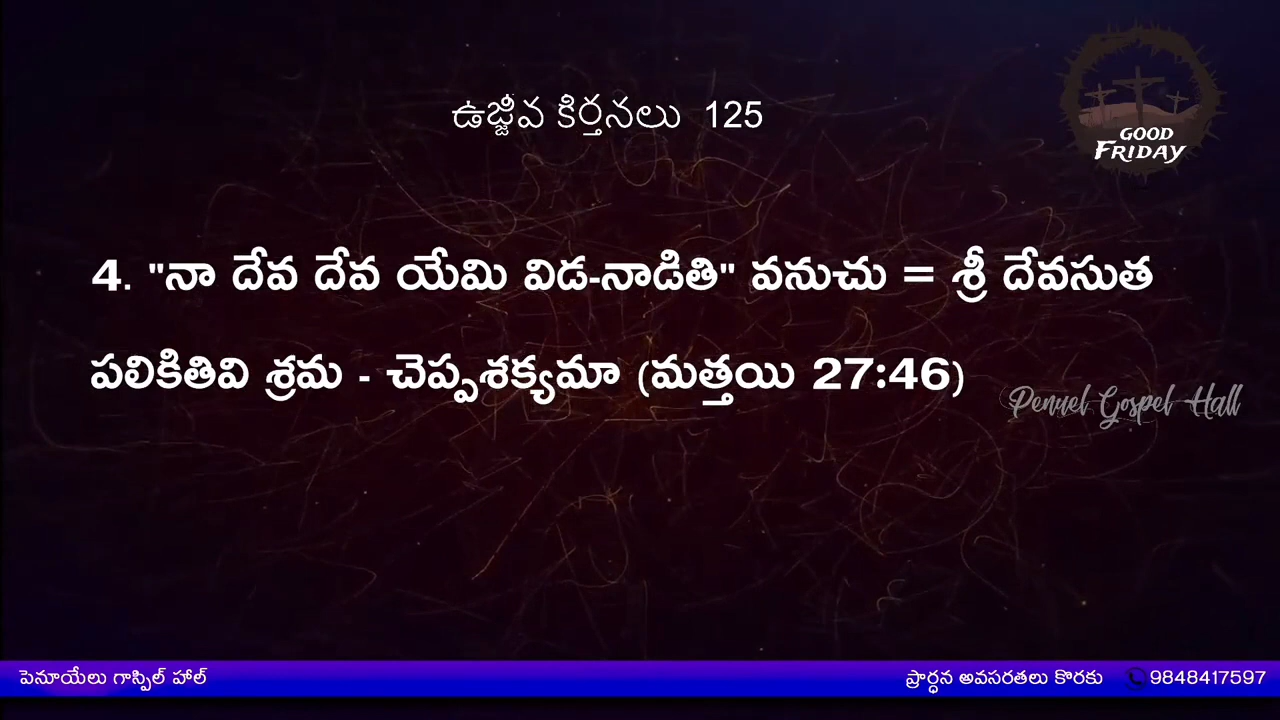 ఉజ్జీవ కిర్తనలు 125
GOOD
FRIDAY
4. "నా దేవ దేవ యేమి విడ-నాడితి" వనుచు = శ్రీ దేవసుత
పలికితివి శ్రమ - చెప్పశక్యమా (మత్తయి 27:46)
Penuel Gospel Hall
పెనూయేలు గాస్పెల్ హాల్
ప్రార్ధన అవసరతలు కొరకు 9848417597